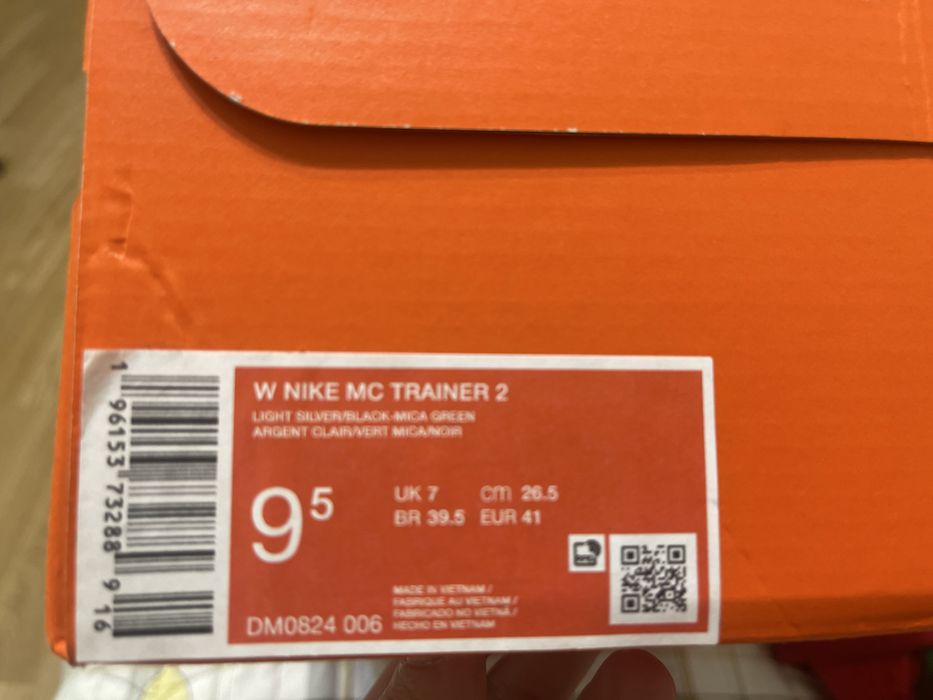 W NIKE MC TRAINER 2
LIGHT SILVER/BLACK-MICA GREEN
ARGENT CLAIR/VERT MICA/NOIR
9 5
UK 7 cm 26.5
BR 39.5 EUR 41
MADE IN VIETNAM /
FABRIQUE AU VIETNAM /
FABRICADO NO VIETNÃ /
HECHO EN VIETNAM
DM0824 006
1 96153 73288 9 16